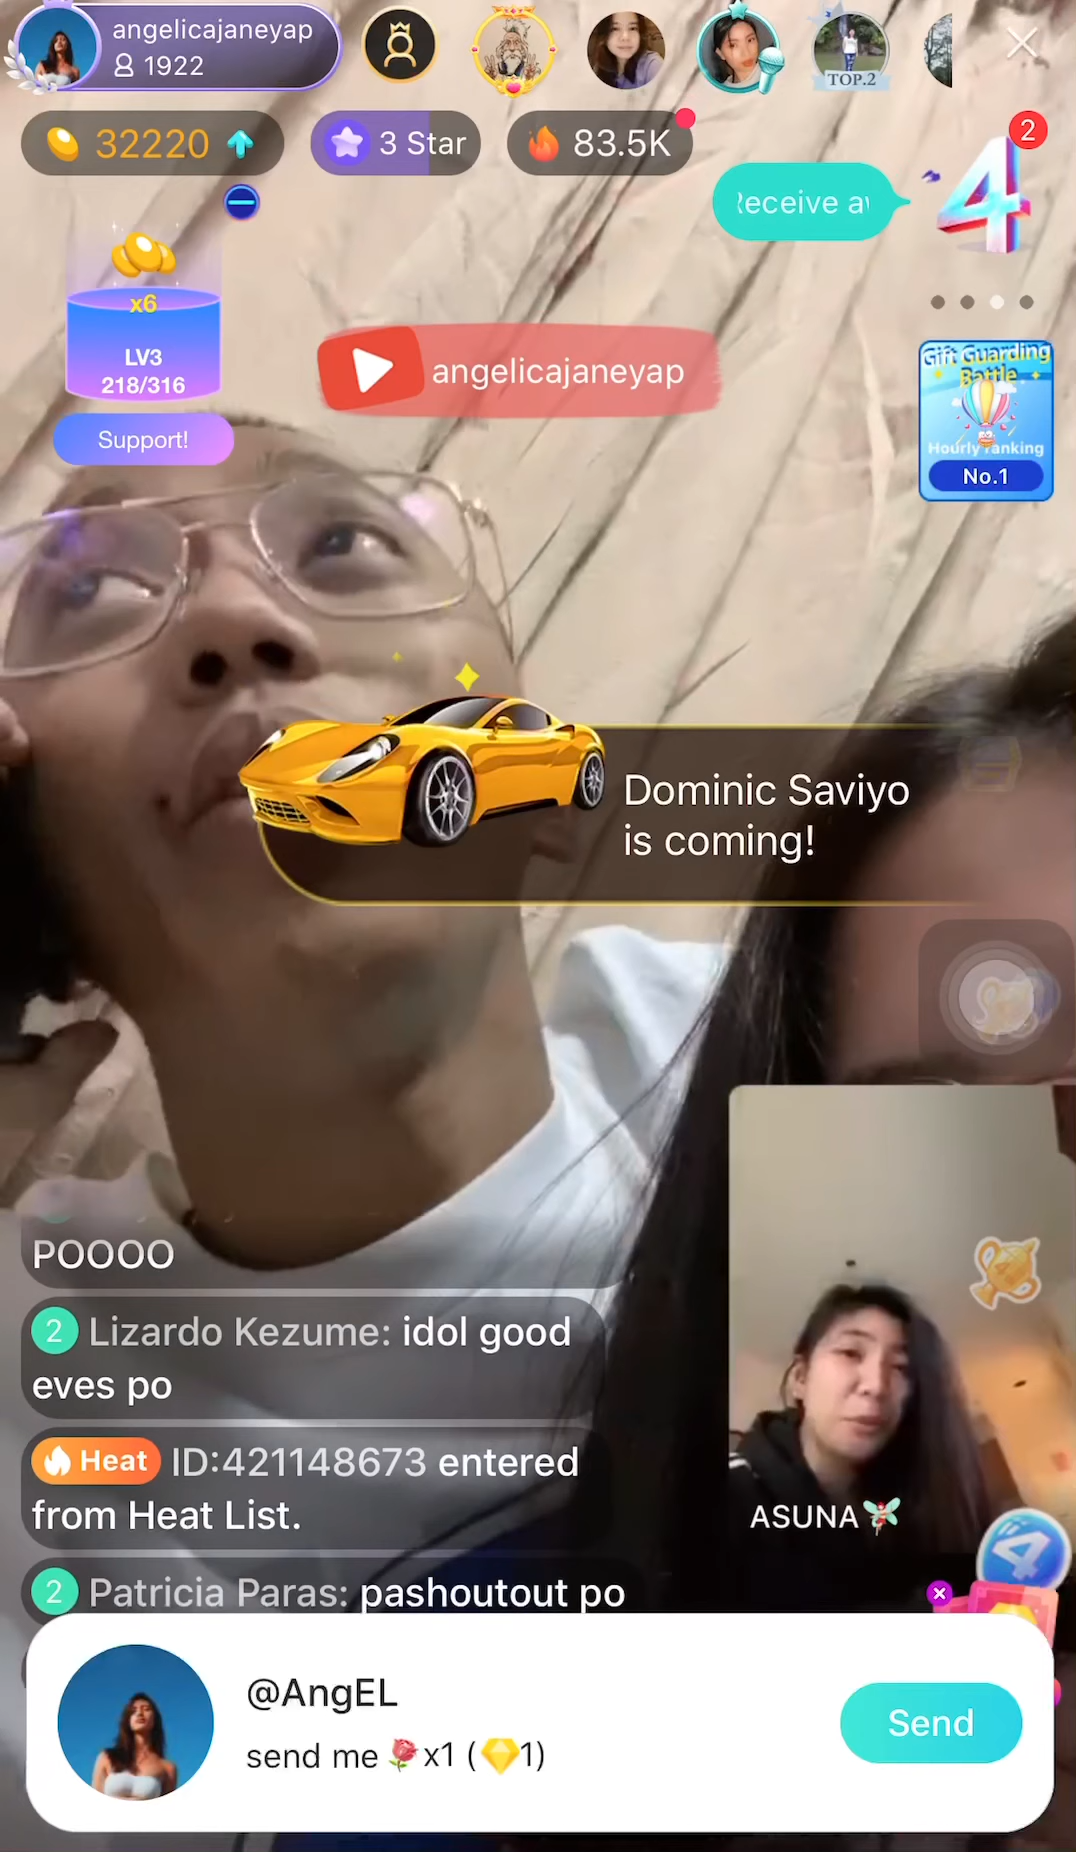 angelicajaneyap
1922
TOP.2
32220
3 Star
83.5K
2
eceive a
4
x6
LV3
218/316
Support!
angelicajaneyap
Gift Guarding
Battle
Hourly ranking
No.1
Dominic Saviyo
is coming!
POOOO
2 Lizardo Kezume: idol good
eves po
Heat ID:421148673 entered
from Heat List.
2 Patricia Paras: pashoutout po
ASUNA
4
@AngEL
send me 🌹x1 (1)
Send